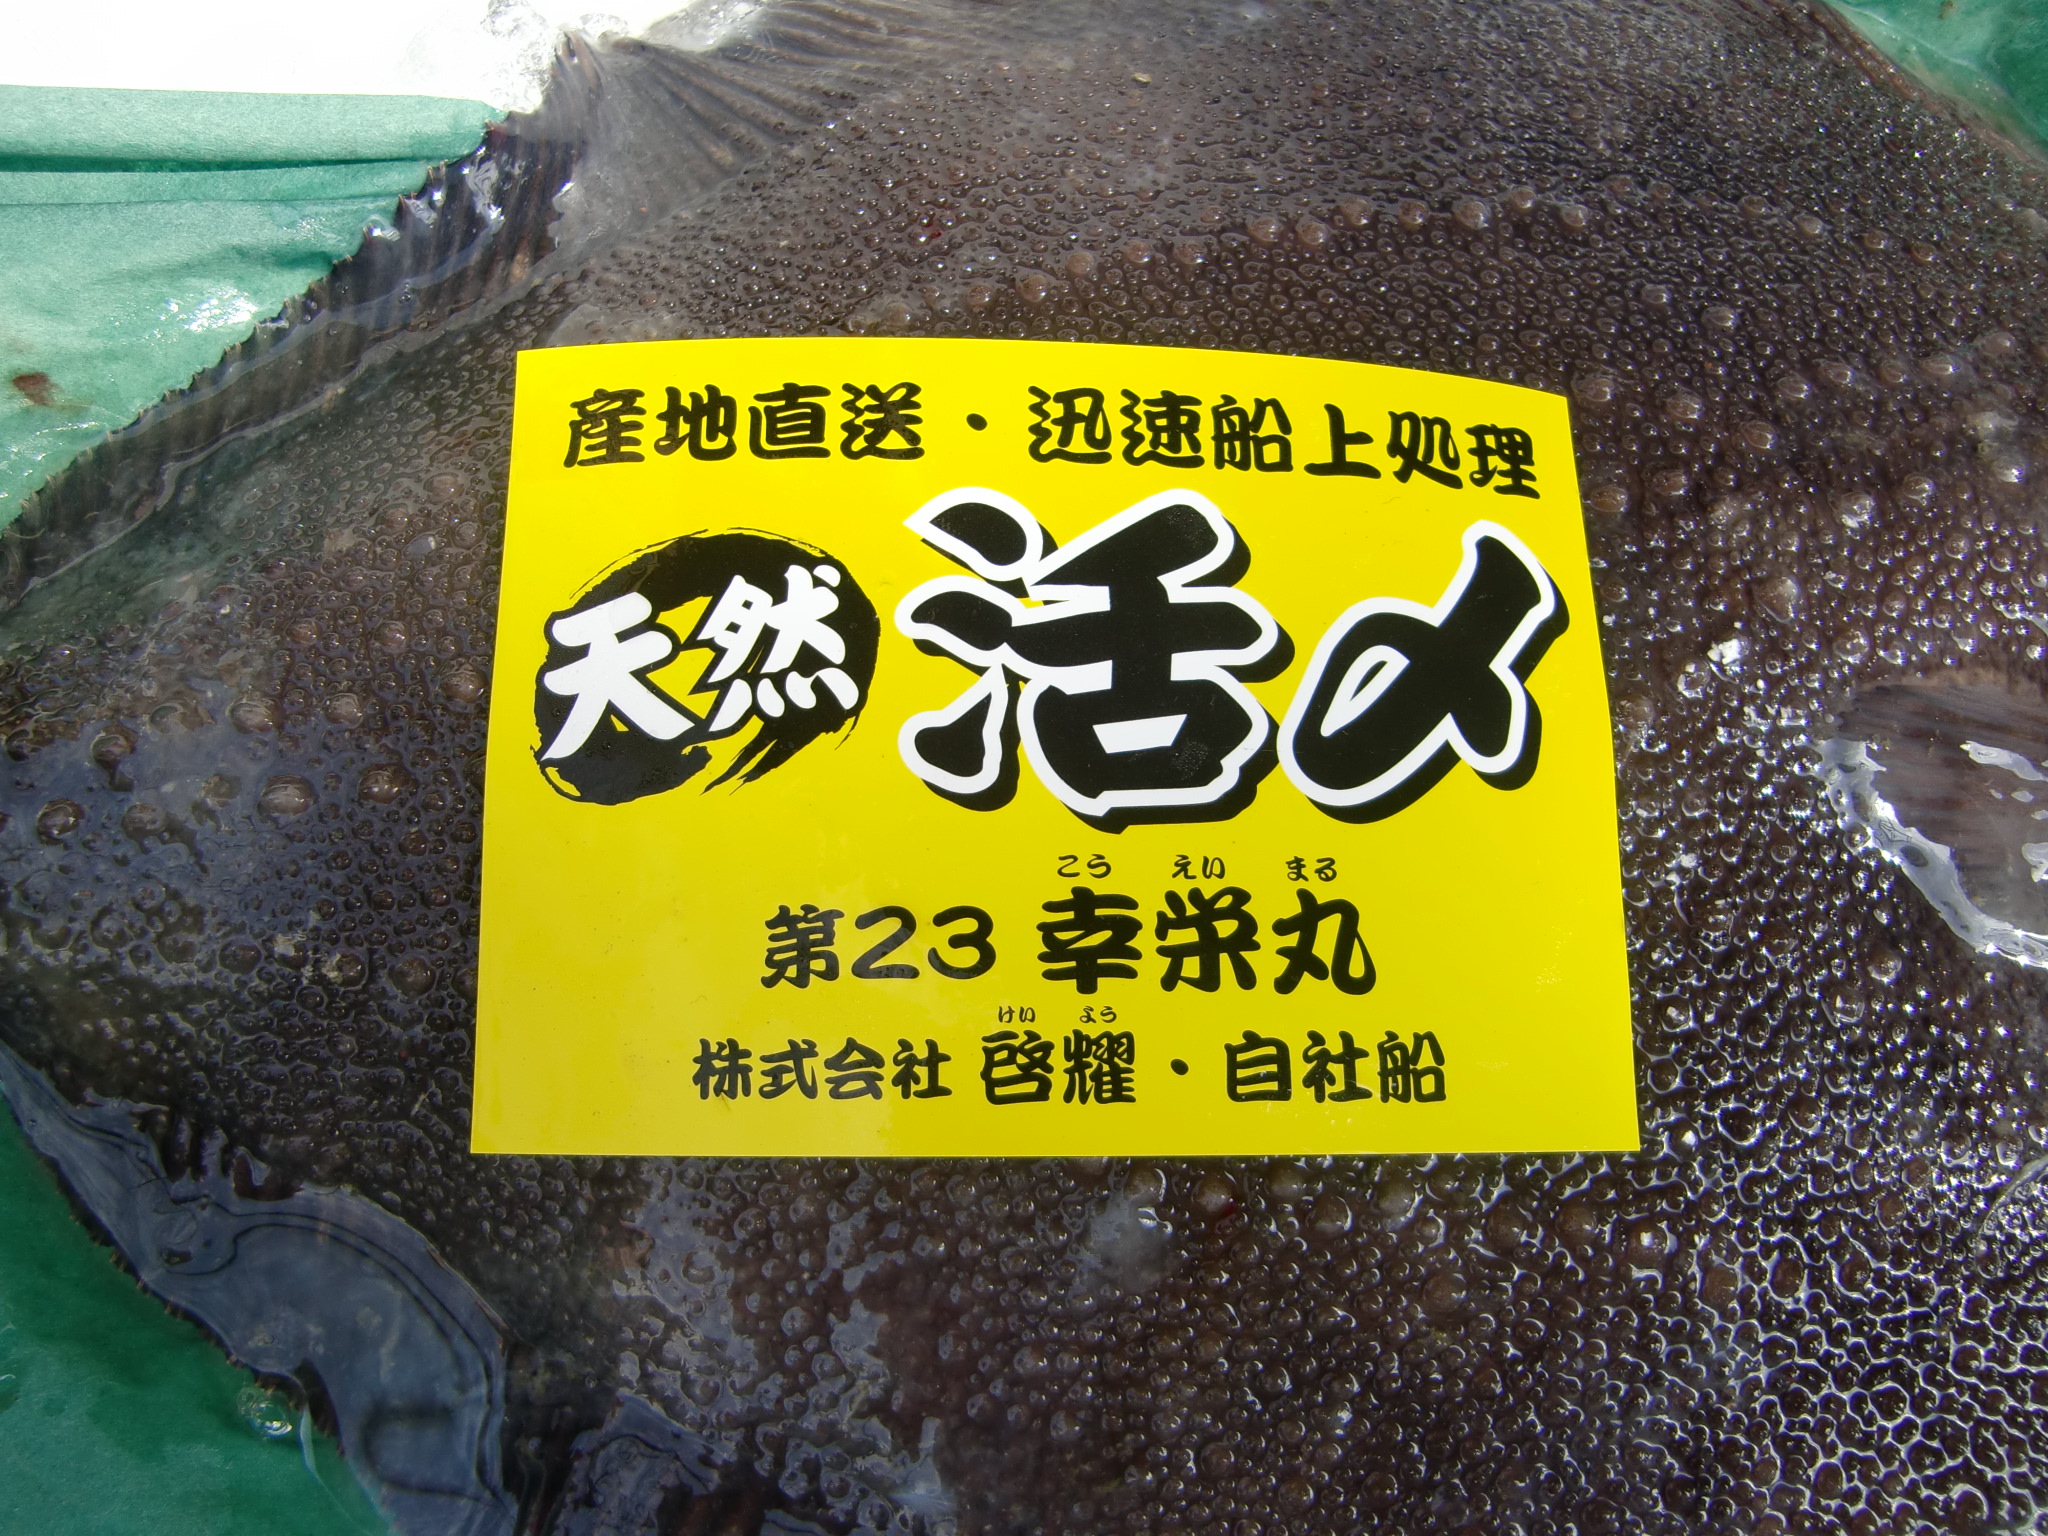 産地直送・迅速船上処理
天然 活〆
こう えい まる
第23 幸栄丸
けい よう
株式会社 啓耀・自社船